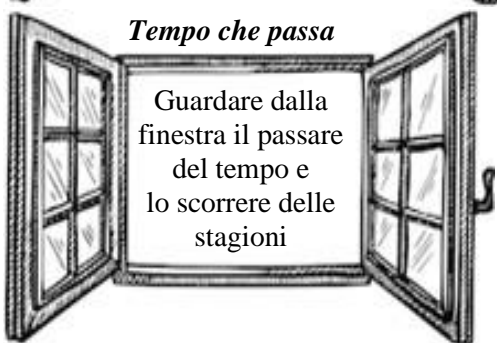 Tempo che passa
Guardare dalla
finestra il passare
del tempo e
lo scorrere delle
stagioni